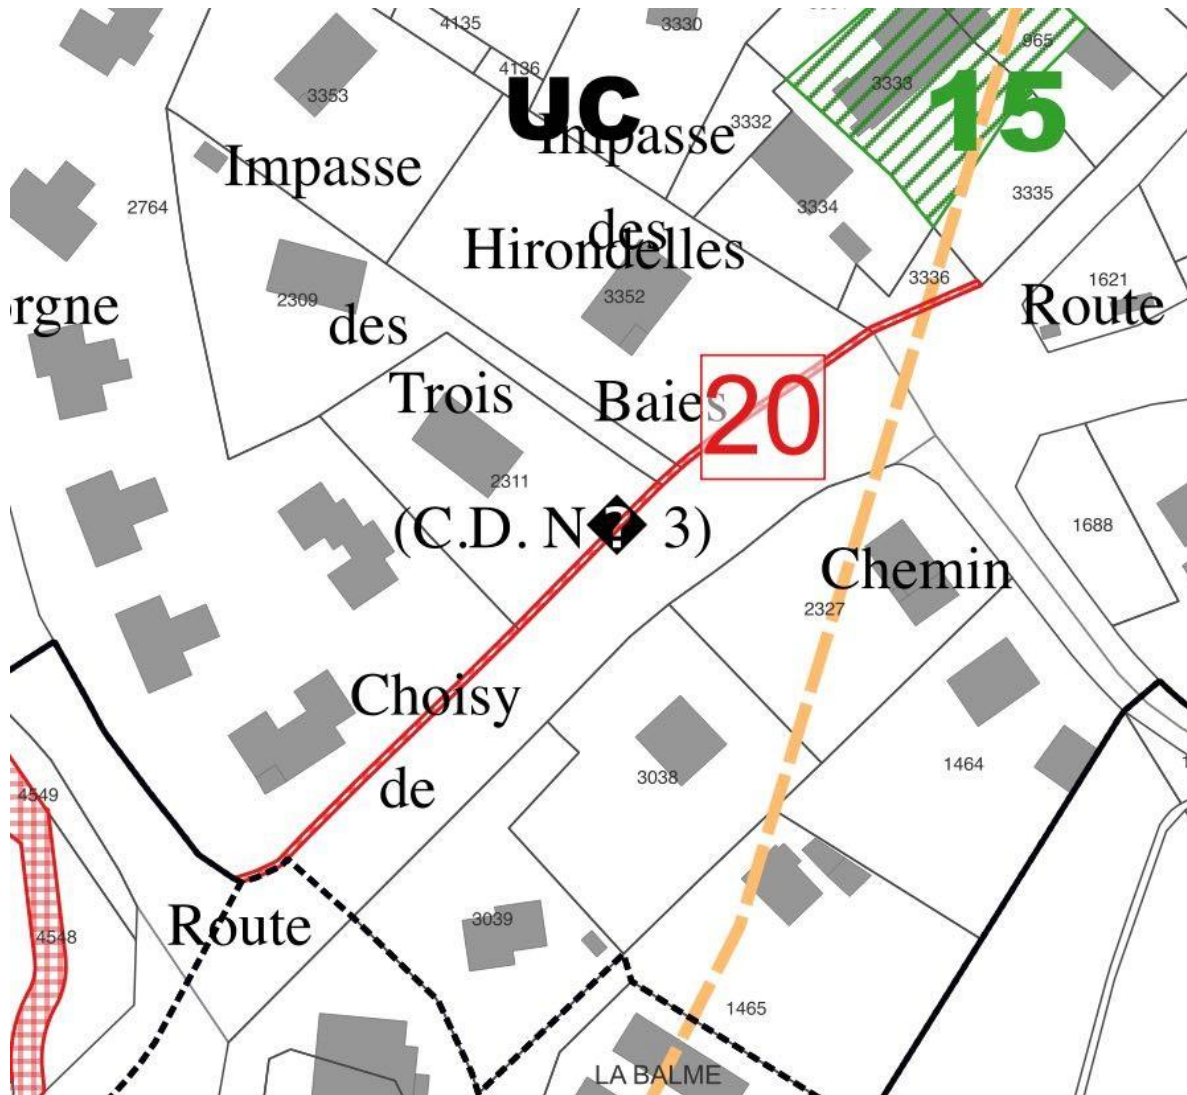 4135
3330
965
4136
3353
UC
3333
15
3332
Impasse
Impasse
2764
3334
3335
des
Hirondelles
3336
1621
rgne
2309
3352
des
Route
Trois
Baies
20
2311
(C.D. N� 3)
1688
Chemin
2327
Choisy
3038
1464
de
4549
3039
Route
4548
1465
LA BALME